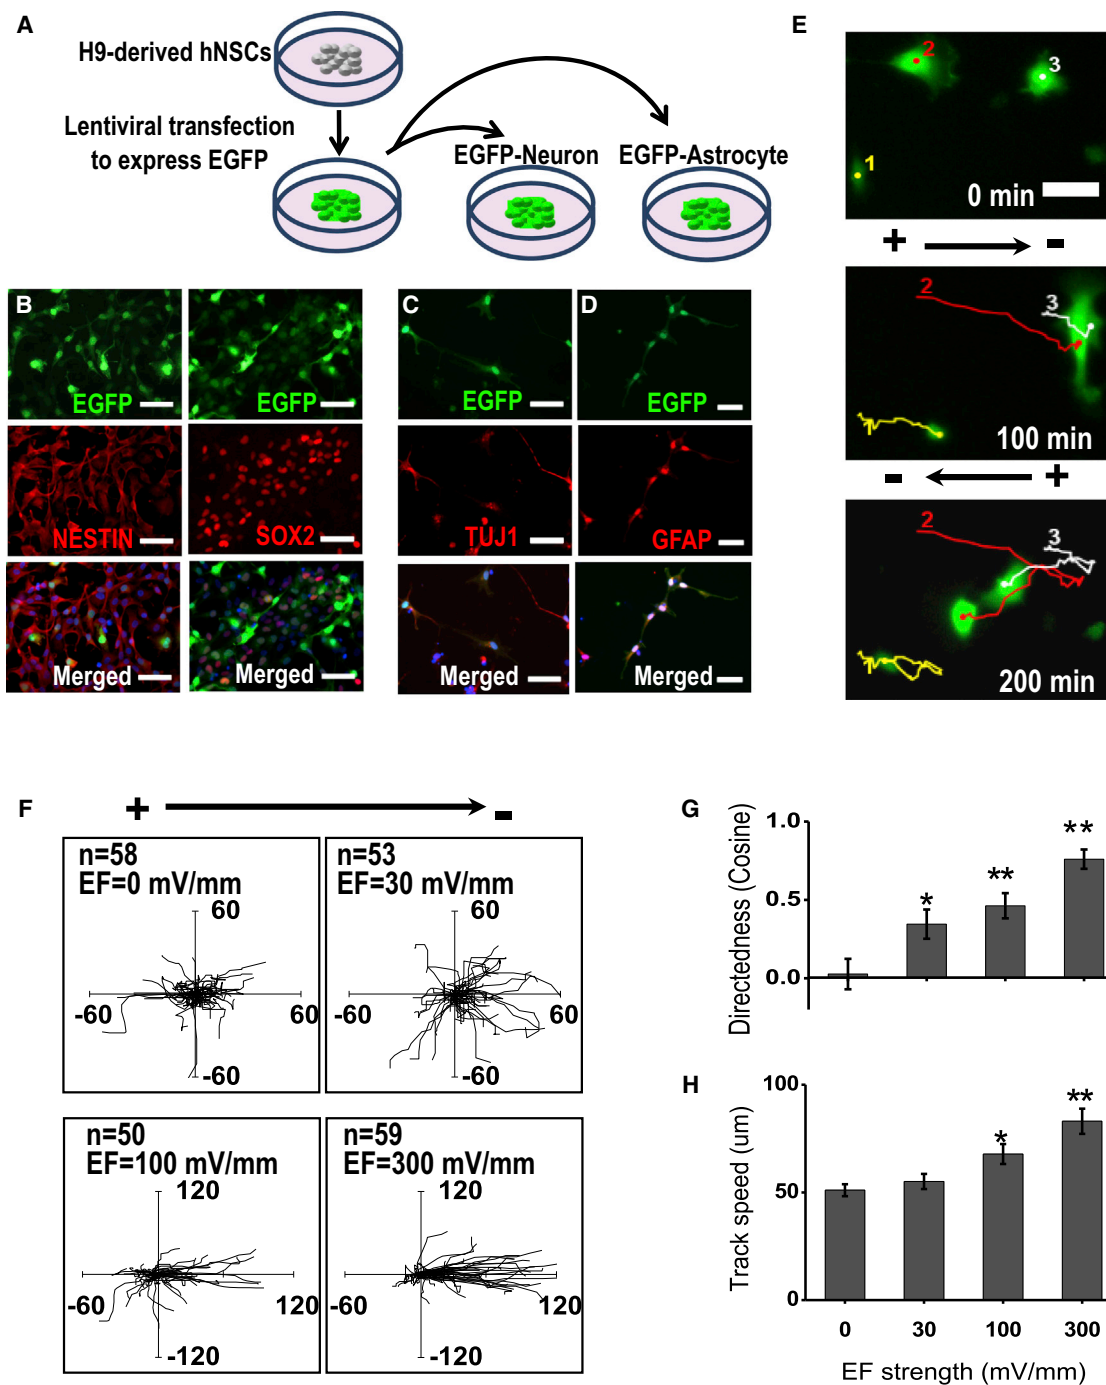 A
H9-derived hNSCs
Lentiviral transfection
to express EGFP
EGFP-Neuron
EGFP-Astrocyte
B
EGFP
EGFP
NESTIN
SOX2
Merged
Merged
C
EGFP
TUJ1
Merged
D
EGFP
GFAP
Merged
E
2
3
1
0 min
+ -
2
3
1
100 min
- +
2
3
1
200 min
F
+ -
n=58
EF=0 mV/mm
60
-60
60
-60
n=53
EF=30 mV/mm
60
-60
60
-60
n=50
EF=100 mV/mm
120
-60
120
-120
n=59
EF=300 mV/mm
120
-60
120
-120
G
Directedness (Cosine)
1.0
0.5
0.0
*
**
**
H
Track speed (um)
100
50
0
*
**
0 30 100 300
EF strength (mV/mm)